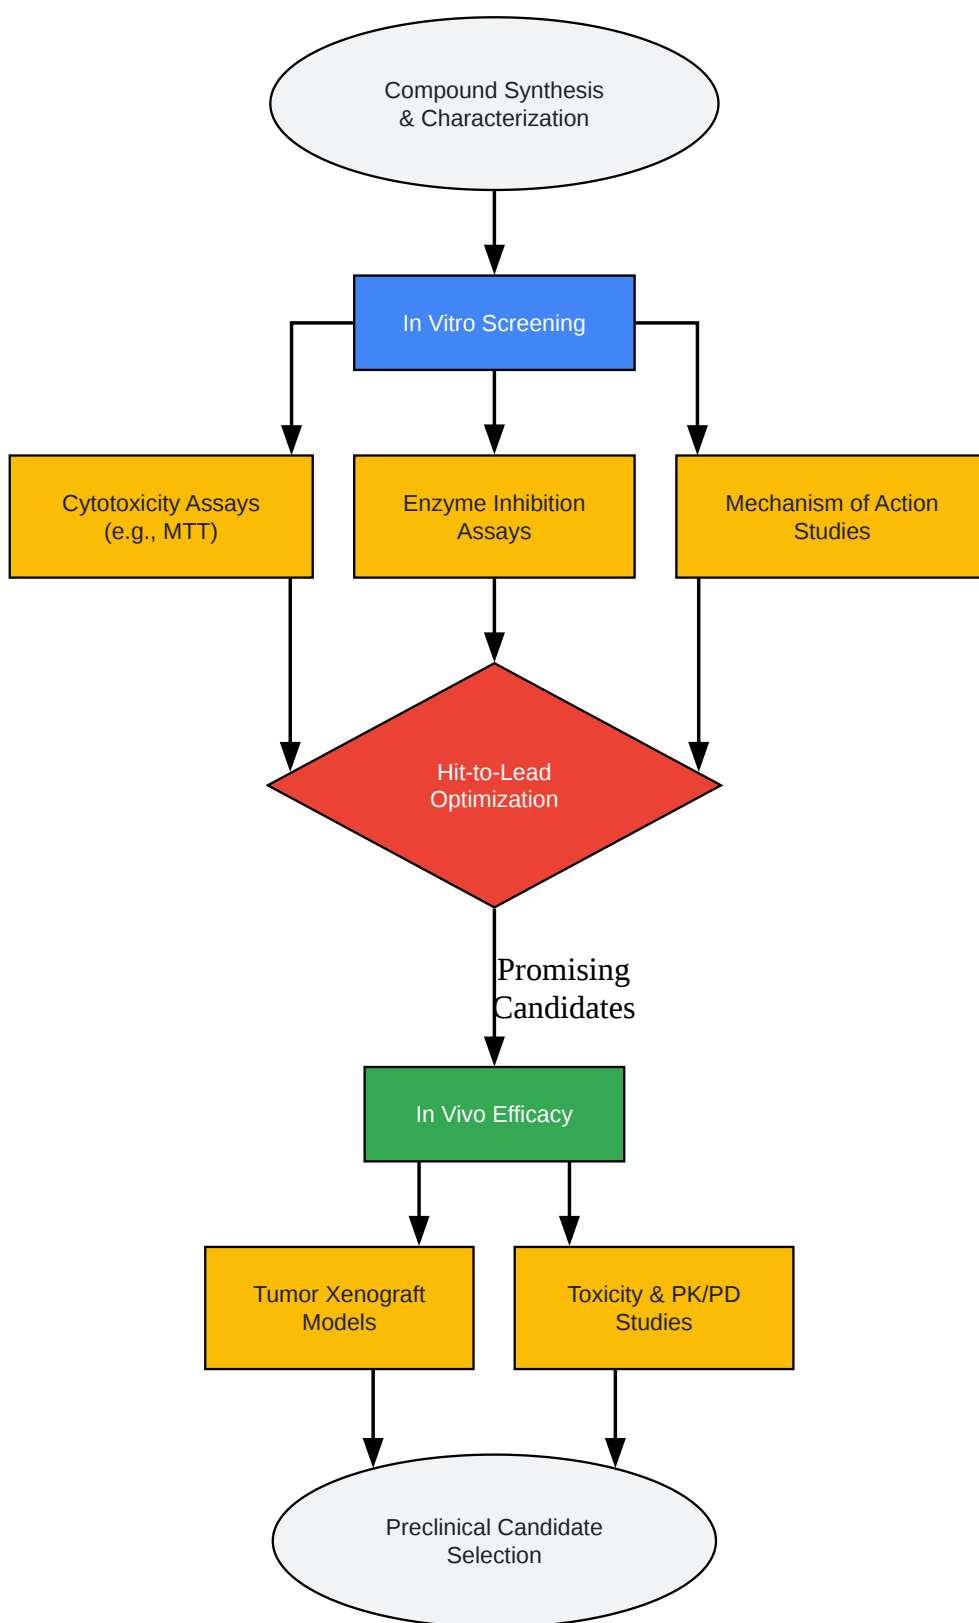 Compound Synthesis
& Characterization
In Vitro Screening
Cytotoxicity Assays
(e.g., MTT)
Enzyme Inhibition
Assays
Mechanism of Action
Studies
Hit-to-Lead
Optimization
Promising
Candidates
In Vivo Efficacy
Tumor Xenograft
Models
Toxicity & PK/PD
Studies
Preclinical Candidate
Selection